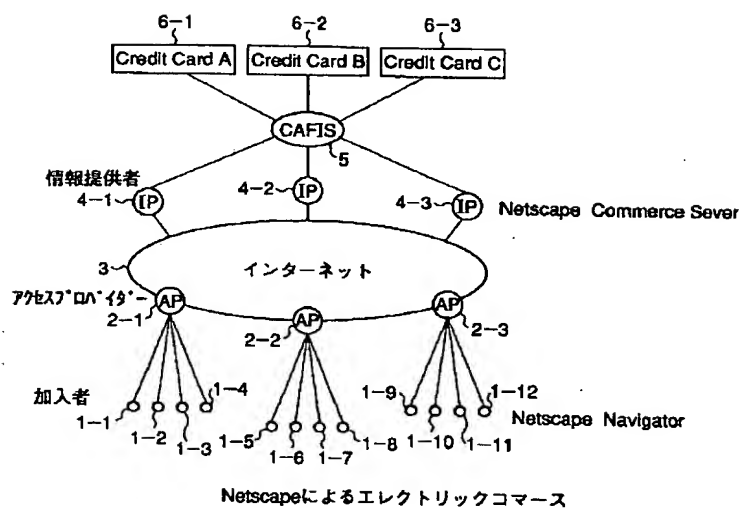 6-1
6-2
6-3
Credit Card A
Credit Card B
Credit Card C
CAFIS
5
情報提供者
4-1
IP
4-2
IP
4-3
IP
Netscape Commerce Sever
3
インターネット
アクセスプロバイダー
AP
2-1
AP
2-2
AP
2-3
加入者
1-1
1-2
1-3
1-4
1-5
1-6
1-7
1-8
1-9
1-10
1-11
1-12
Netscape Navigator
Netscapeによるエレクトリックコマース